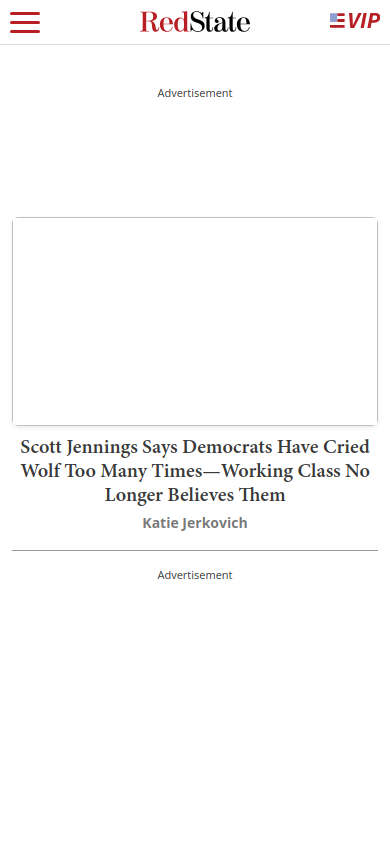 RedState
VIP
Advertisement
Scott Jennings Says Democrats Have Cried
Wolf Too Many Times—Working Class No
Longer Believes Them
Katie Jerkovich
Advertisement